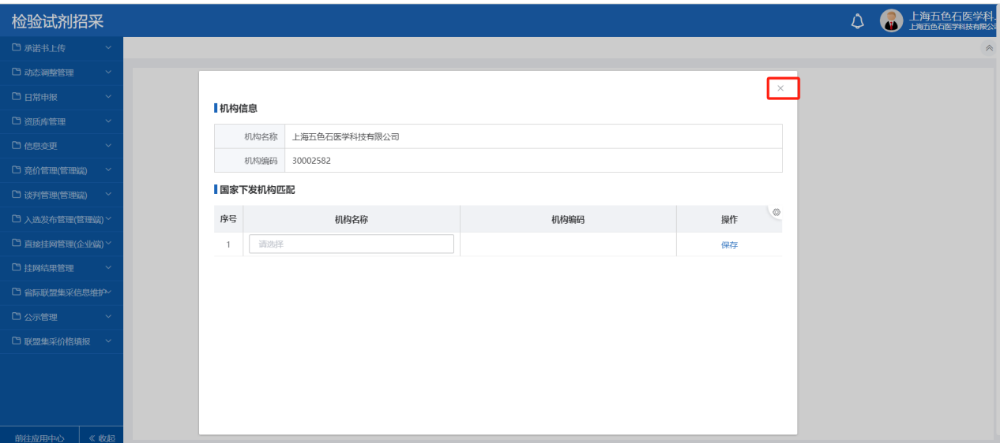 检验试剂招采
上海五色石医学科..
上海五色石医学科技有限公
承诺书上传
动态调整管理
日常申报
资质库管理
信息变更
竞价管理(管理端)
谈判管理(管理端)
入选发布管理(管理端)
直接挂网管理(企业端)
挂网结果管理
省际联盟集采信息维护
公示管理
联盟集采价格填报
前往应用中心 收起
机构信息
机构名称 上海五色石医学科技有限公司
机构编码 30002582
国家下发机构匹配
序号 机构名称 机构编码 操作
1 请选择 保存